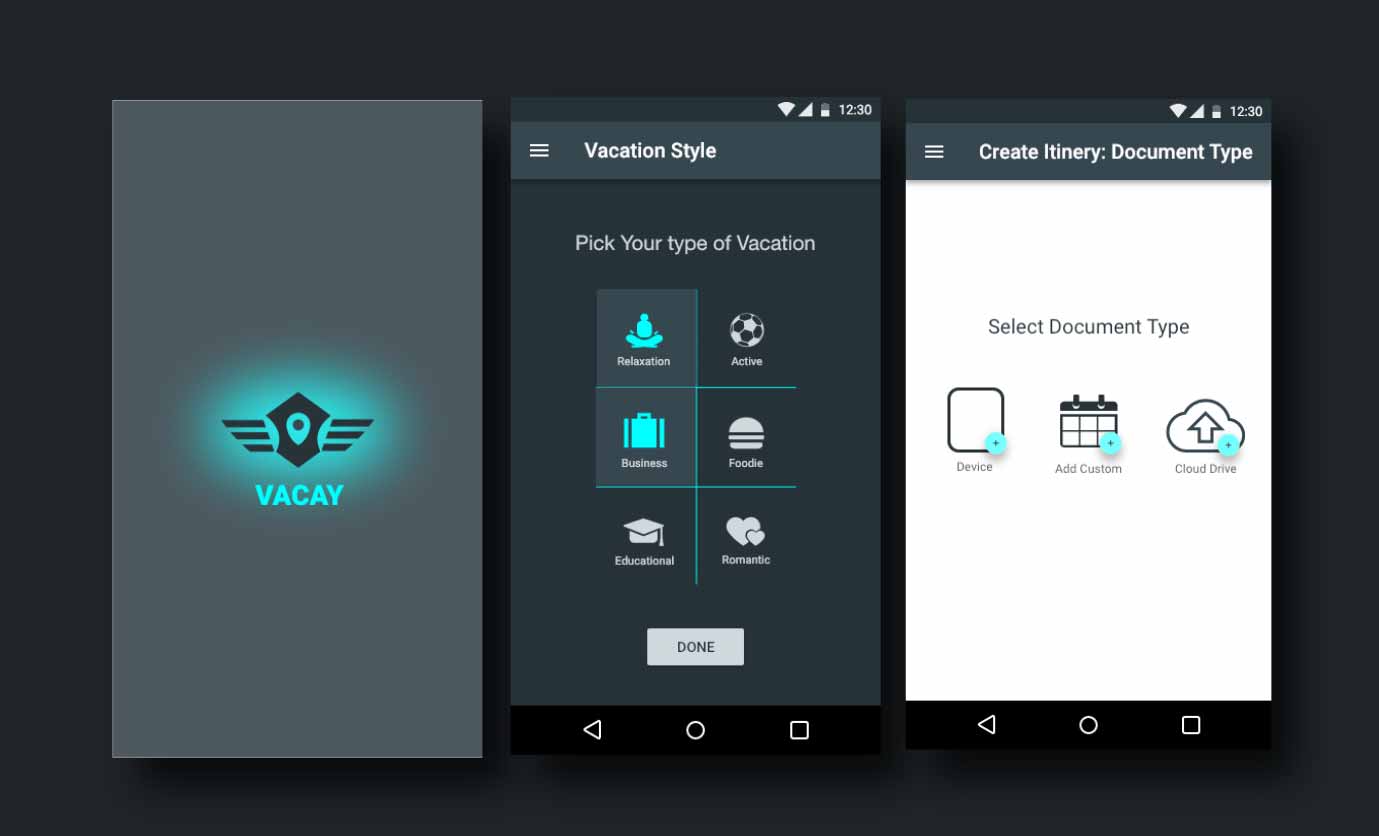 VACAY
12:30
Vacation Style
Pick Your type of Vacation
Relaxation
Active
Business
Foodie
Educational
Romantic
DONE
12:30
Create Itinery: Document Type
Select Document Type
Device
Add Custom
Cloud Drive